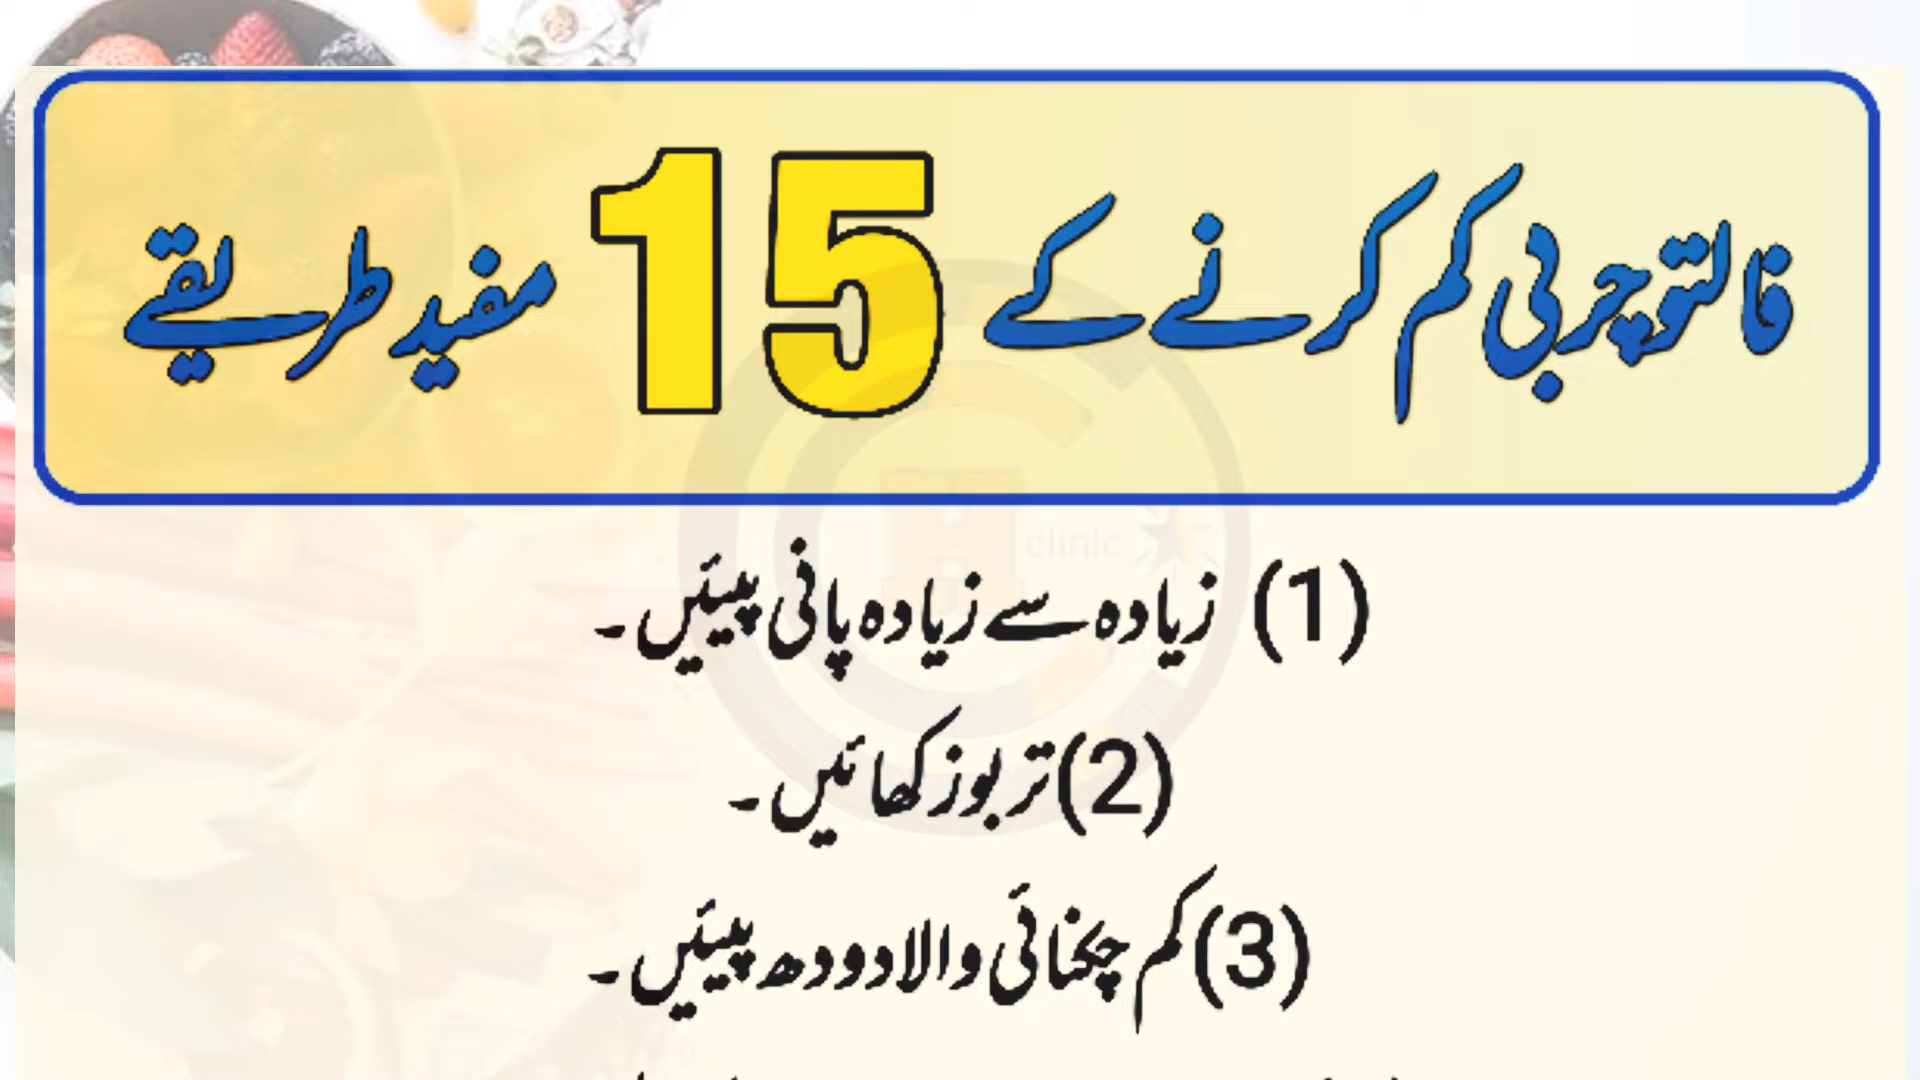 فالتو چربی کم کرنے کے 15 مفید طریقے
clinic
(1) زیادہ سے زیادہ پانی پیئیں۔
(2) تربوز کھائیں۔
(3) کم چکنائی والا دودھ پیئیں۔